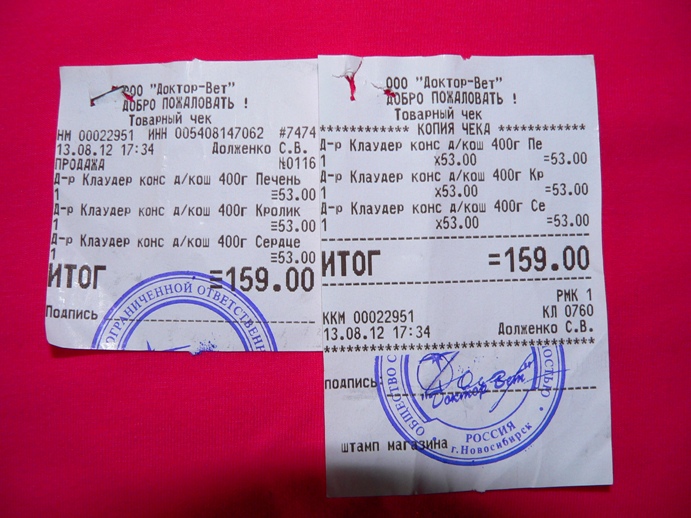 ООО "Доктор-Вет"
ДОБРО ПОЖАЛОВАТЬ !
Товарный чек
НМ 00022951 ИНН 005408147062 #7474
13.08.12 17:34 Долженко С.В.
ПРОДАЖА №0116
Д-р Клаудер конс д/кош 400г Печень
1 =53.00
Д-р Клаудер конс д/кош 400г Кролик
1 =53.00
Д-р Клаудер конс д/кош 400г Сердце
1 =53.00
ИТОГ =159.00
Подпись
ОГРАНИЧЕННОЙ ОТВЕТСТВЕН
ООО "Доктор-Вет"
ДОБРО ПОЖАЛОВАТЬ !
Товарный чек
********** КОПИЯ ЧЕКА **********
Д-р Клаудер конс д/кош 400г Пе
1 x53.00 =53.00
Д-р Клаудер конс д/кош 400г Кр
1 x53.00 =53.00
Д-р Клаудер конс д/кош 400г Се
1 x53.00 =53.00
ИТОГ =159.00
РМК 1
ККМ 00022951 КЛ 0760
13.08.12 17:34 Долженко С.В.
подпись
ОБЩЕСТВО С НОСТЬЮ
"Доктор Вет"
РОССИЯ
г.Новосибирск
штамп магазина